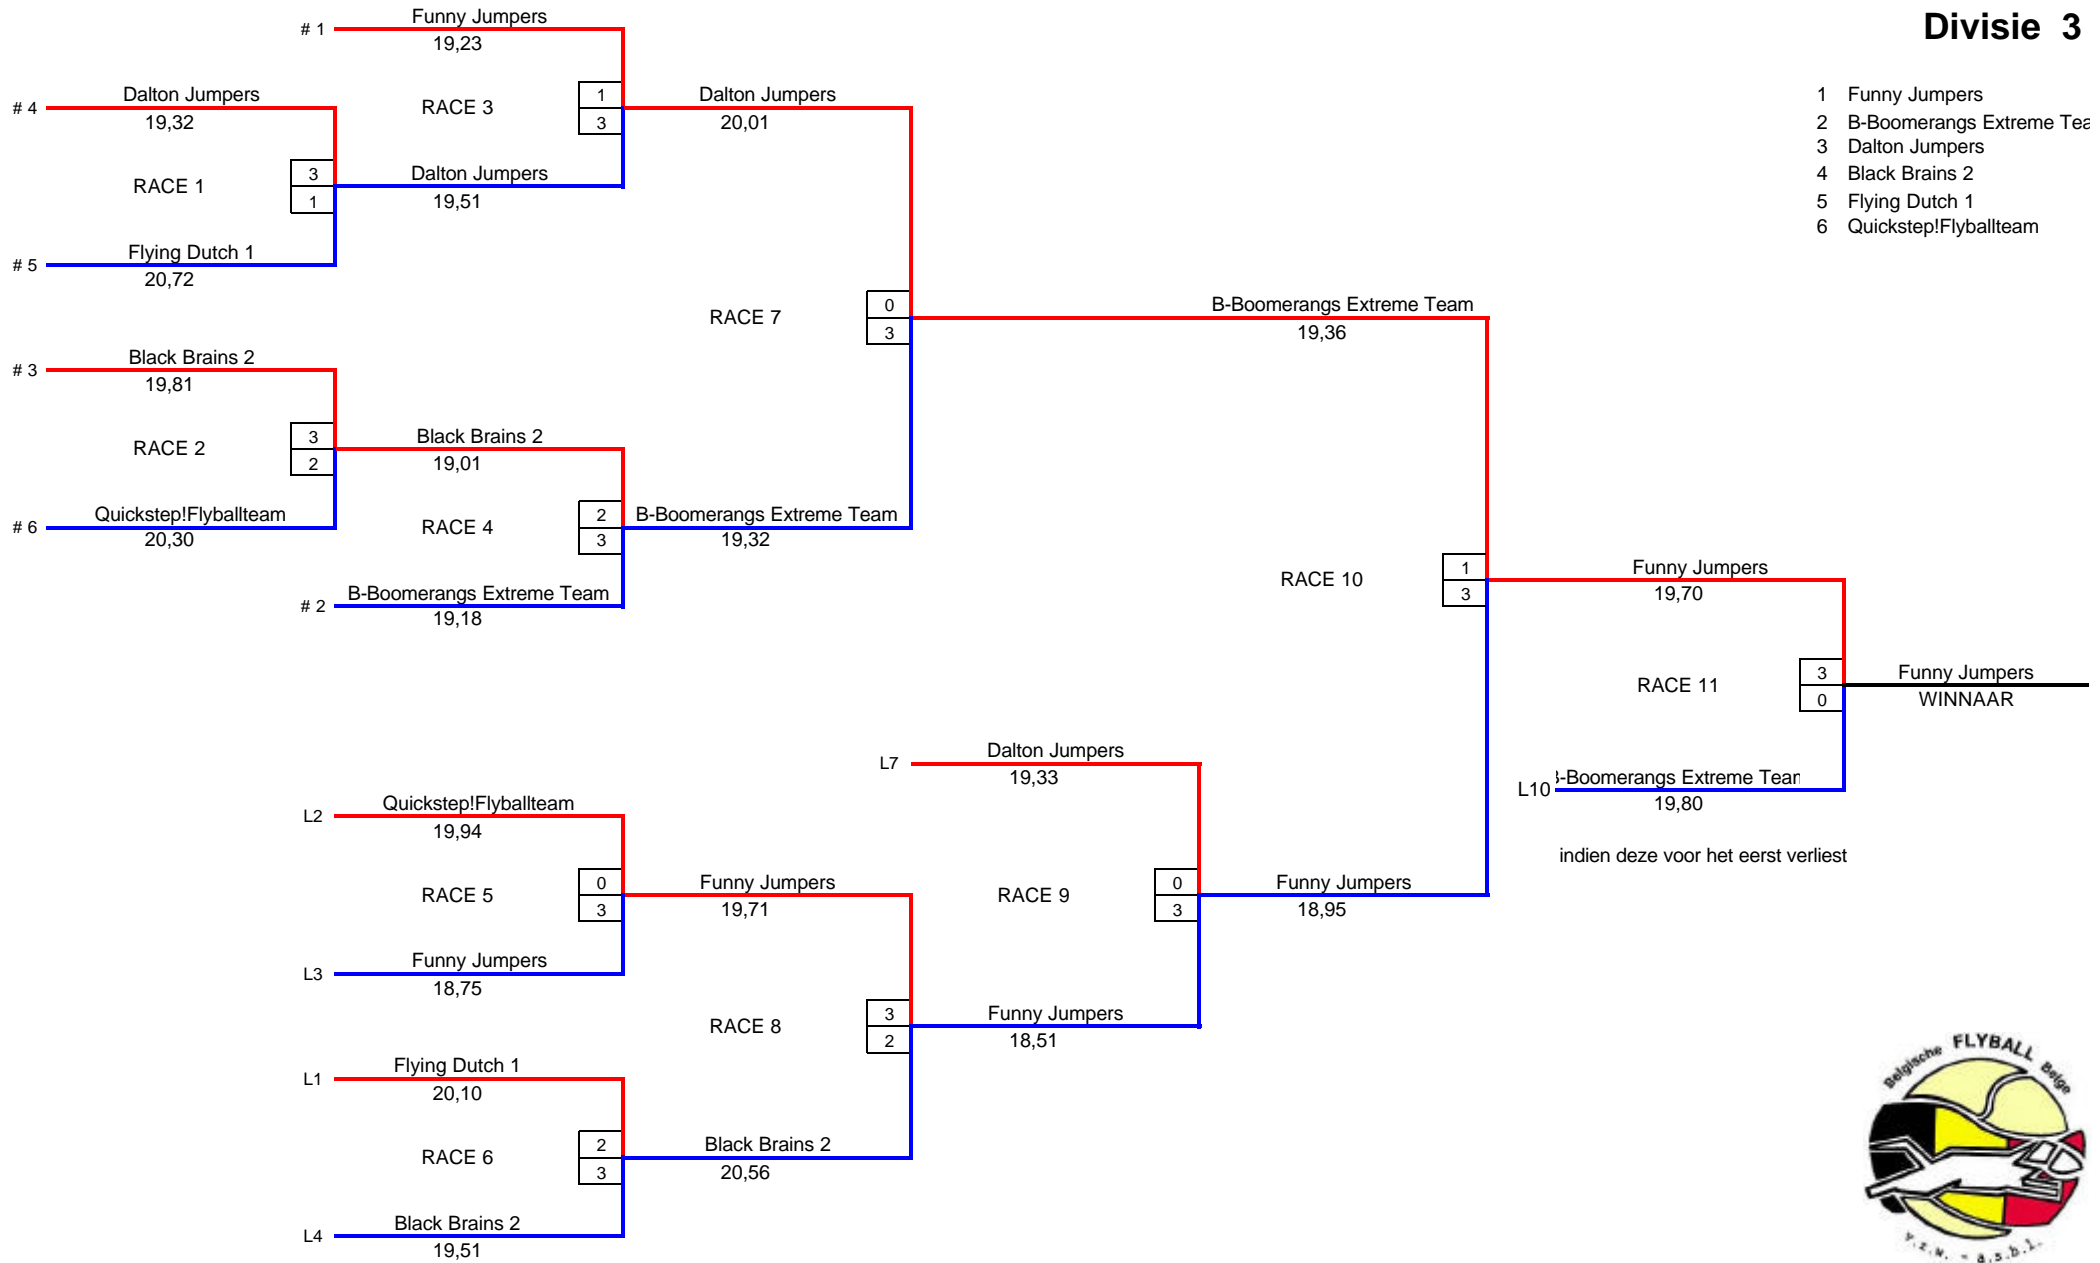 Divisie 3
1 Funny Jumpers
2 B-Boomerangs Extreme Tea
3 Dalton Jumpers
4 Black Brains 2
5 Flying Dutch 1
6 Quickstep!Flyballteam
# 1 Funny Jumpers
19,23
# 4 Dalton Jumpers
19,32
RACE 3 1 3
Dalton Jumpers
20,01
RACE 1 3 1
Dalton Jumpers
19,51
# 5 Flying Dutch 1
20,72
RACE 7 0 3
B-Boomerangs Extreme Team
19,36
# 3 Black Brains 2
19,81
RACE 2 3 2
Black Brains 2
19,01
# 6 Quickstep!Flyballteam
20,30
RACE 4 2 3
B-Boomerangs Extreme Team
19,32
# 2 B-Boomerangs Extreme Team
19,18
RACE 10 1 3
Funny Jumpers
19,70
RACE 11 3 0
Funny Jumpers
WINNAAR
L7 Dalton Jumpers
19,33
L10 B-Boomerangs Extreme Team
19,80
indien deze voor het eerst verliest
L2 Quickstep!Flyballteam
19,94
RACE 5 0 3
Funny Jumpers
19,71
RACE 9 0 3
Funny Jumpers
18,95
L3 Funny Jumpers
18,75
RACE 8 3 2
Funny Jumpers
18,51
L1 Flying Dutch 1
20,10
RACE 6 2 3
Black Brains 2
20,56
L4 Black Brains 2
19,51
Belgische FLYBALL Belge
v.z.w. - a.s.b.l.